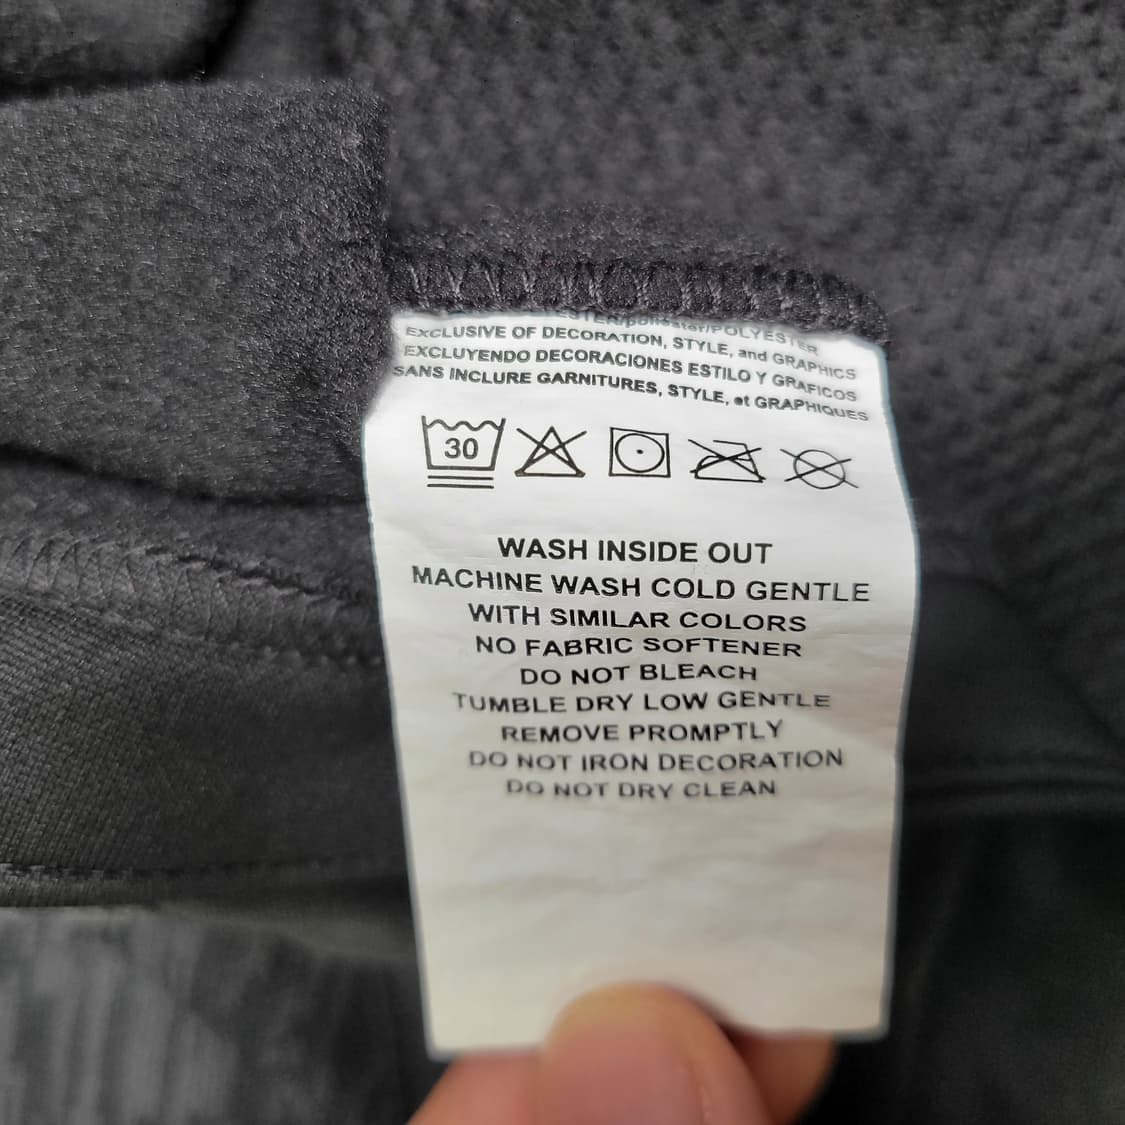 poliester/POLYESTER
EXCLUSIVE OF DECORATION, STYLE, and GRAPHICS
EXCLUYENDO DECORACIONES ESTILO Y GRAFICOS
SANS INCLURE GARNITURES, STYLE, et GRAPHIQUES
30
WASH INSIDE OUT
MACHINE WASH COLD GENTLE
WITH SIMILAR COLORS
NO FABRIC SOFTENER
DO NOT BLEACH
TUMBLE DRY LOW GENTLE
REMOVE PROMPTLY
DO NOT IRON DECORATION
DO NOT DRY CLEAN